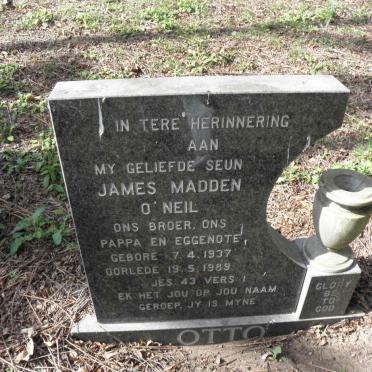 IN TERE HERINNERING
AAN
MY GELIEFDE SEUN
JAMES MADDEN
O'NEIL
ONS BROER, ONS
PAPPA EN EGGENOTE
GEBORE 7.4.1937
OORLEDE 19.5.1989
JES. 43 VERS 1
EK HET JOU OP JOU NAAM
GEROEP, JY IS MYNE
OTTO
GLORY
BE
TO
GOD